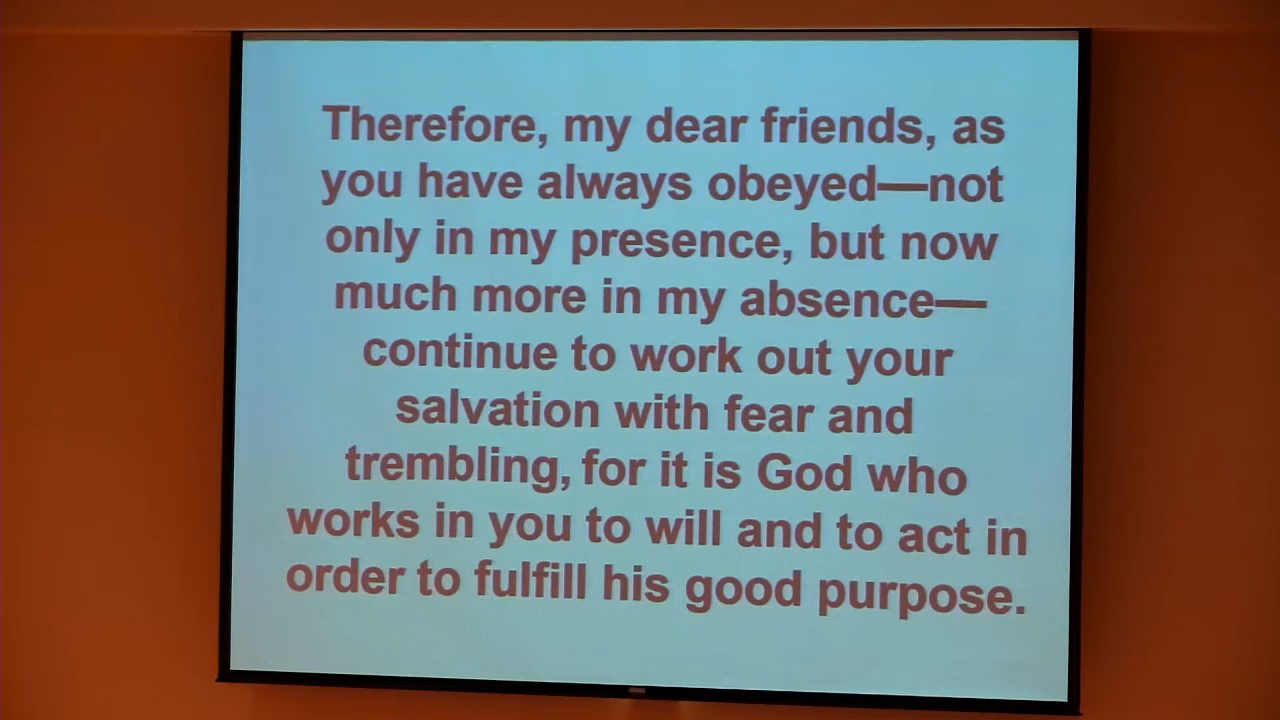 Therefore, my dear friends, as
you have always obeyed—not
only in my presence, but now
much more in my absence—
continue to work out your
salvation with fear and
trembling, for it is God who
works in you to will and to act in
order to fulfill his good purpose.